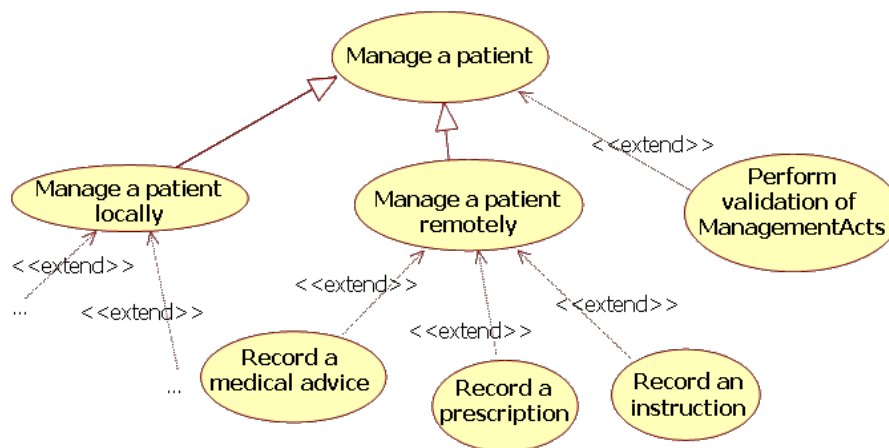 Manage a patient
<<extend>>
Manage a patient
locally
Manage a patient
remotely
Perform
validation of
ManagementActs
<<extend>>
...
<<extend>>
...
<<extend>>
<<extend>>
<<extend>>
Record a
medical advice
Record a
prescription
Record an
instruction